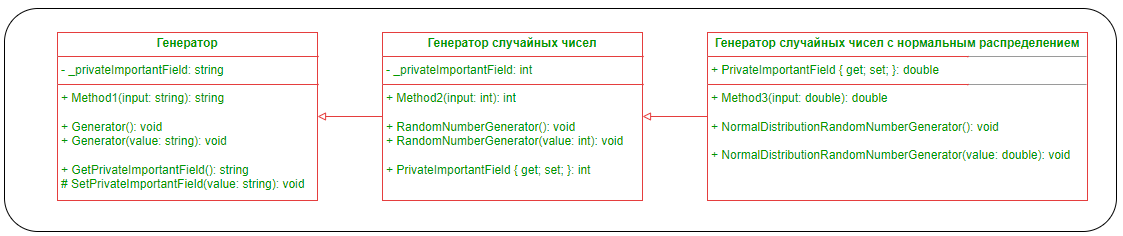 Генератор
- _privateImportantField: string
+ Method1(input: string): string
+ Generator(): void
+ Generator(value: string): void
+ GetPrivateImportantField(): string
# SetPrivateImportantField(value: string): void
Генератор случайных чисел
- _privateImportantField: int
+ Method2(input: int): int
+ RandomNumberGenerator(): void
+ RandomNumberGenerator(value: int): void
+ PrivateImportantField { get; set; }: int
Генератор случайных чисел с нормальным распределением
+ PrivateImportantField { get; set; }: double
+ Method3(input: double): double
+ NormalDistributionRandomNumberGenerator(): void
+ NormalDistributionRandomNumberGenerator(value: double): void